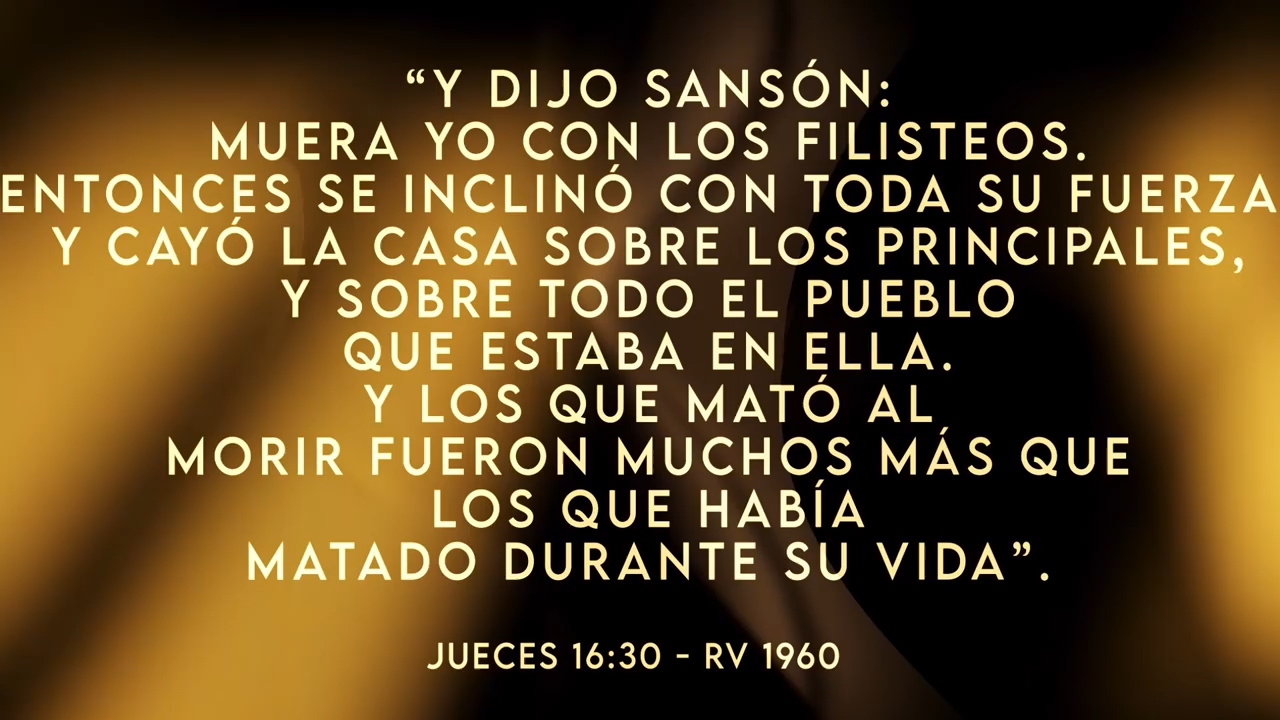 “Y DIJO SANSÓN:
MUERA YO CON LOS FILISTEOS.
ENTONCES SE INCLINÓ CON TODA SU FUERZA
Y CAYÓ LA CASA SOBRE LOS PRINCIPALES,
Y SOBRE TODO EL PUEBLO
QUE ESTABA EN ELLA.
Y LOS QUE MATÓ AL
MORIR FUERON MUCHOS MÁS QUE
LOS QUE HABÍA
MATADO DURANTE SU VIDA”.
JUECES 16:30 - RV 1960